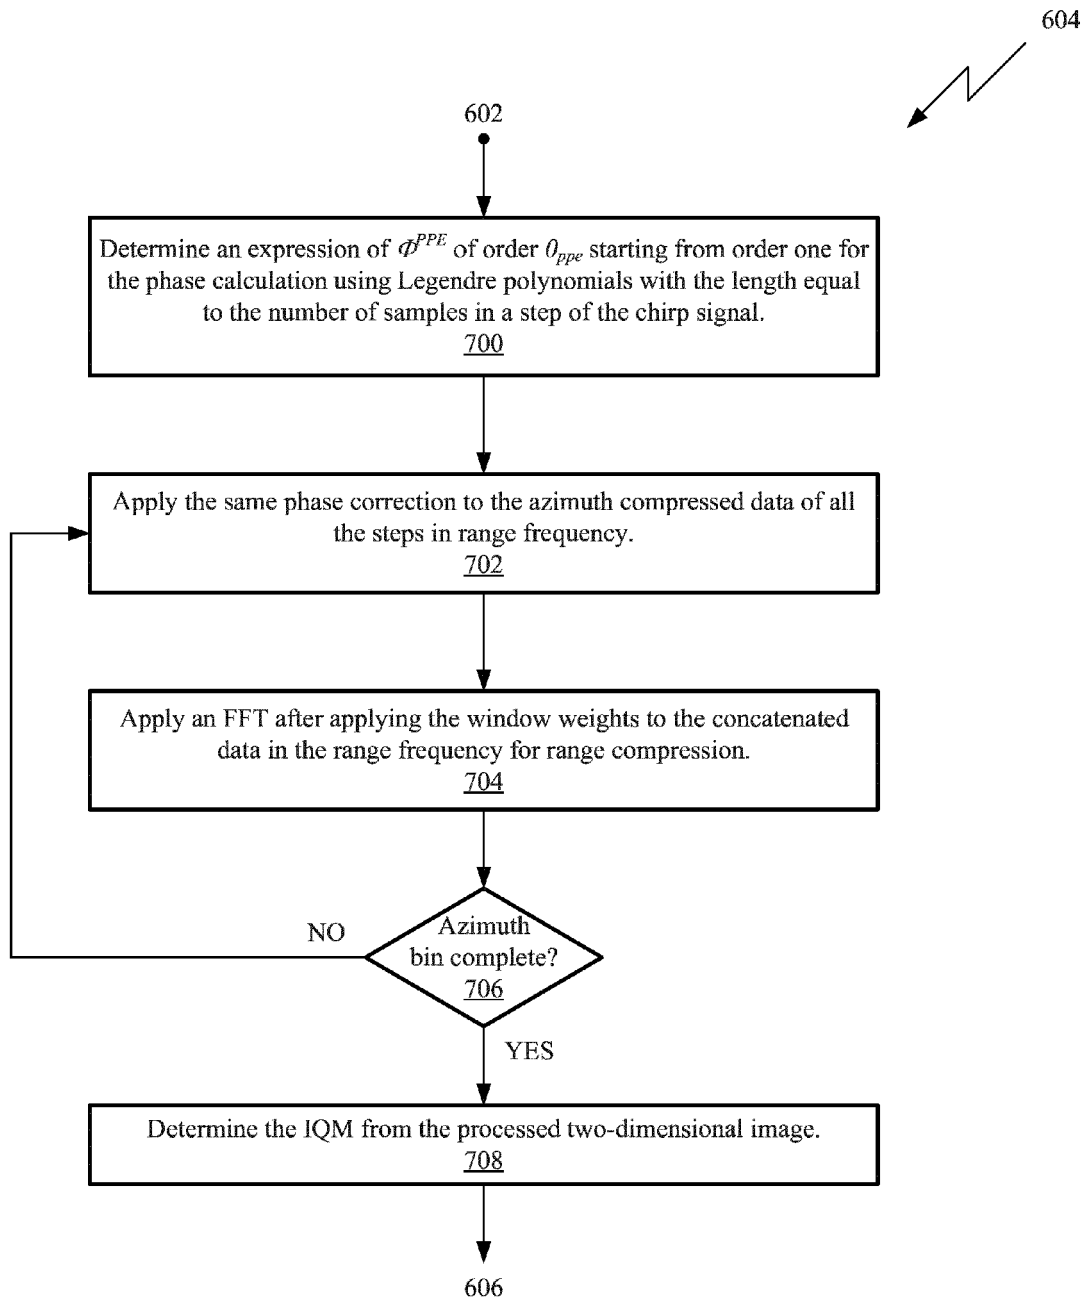 604
602
Determine an expression of Φ^PPE of order θ_ppe starting from order one for
the phase calculation using Legendre polynomials with the length equal
to the number of samples in a step of the chirp signal.
700
Apply the same phase correction to the azimuth compressed data of all
the steps in range frequency.
702
Apply an FFT after applying the window weights to the concatenated
data in the range frequency for range compression.
704
NO
Azimuth
bin complete?
706
YES
Determine the IQM from the processed two-dimensional image.
708
606